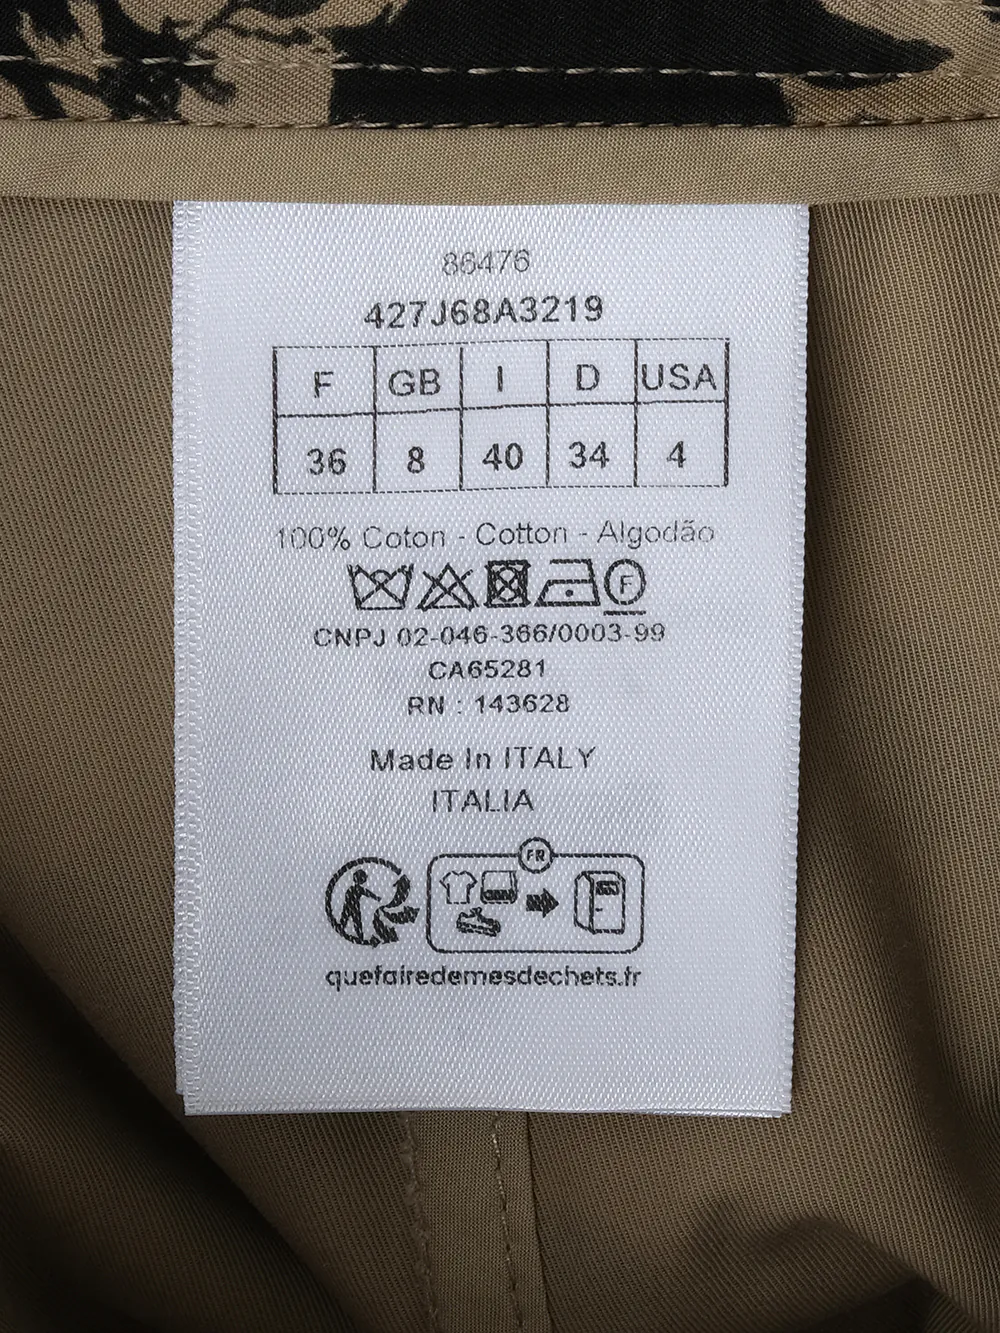 86476
427J68A3219
F GB I D USA
36 8 40 34 4
100% Coton - Cotton - Algodão
F
CNPJ 02-046-366/0003-99
CA65281
RN : 143628
Made In ITALY
ITALIA
FR
quefairedemesdechets.fr